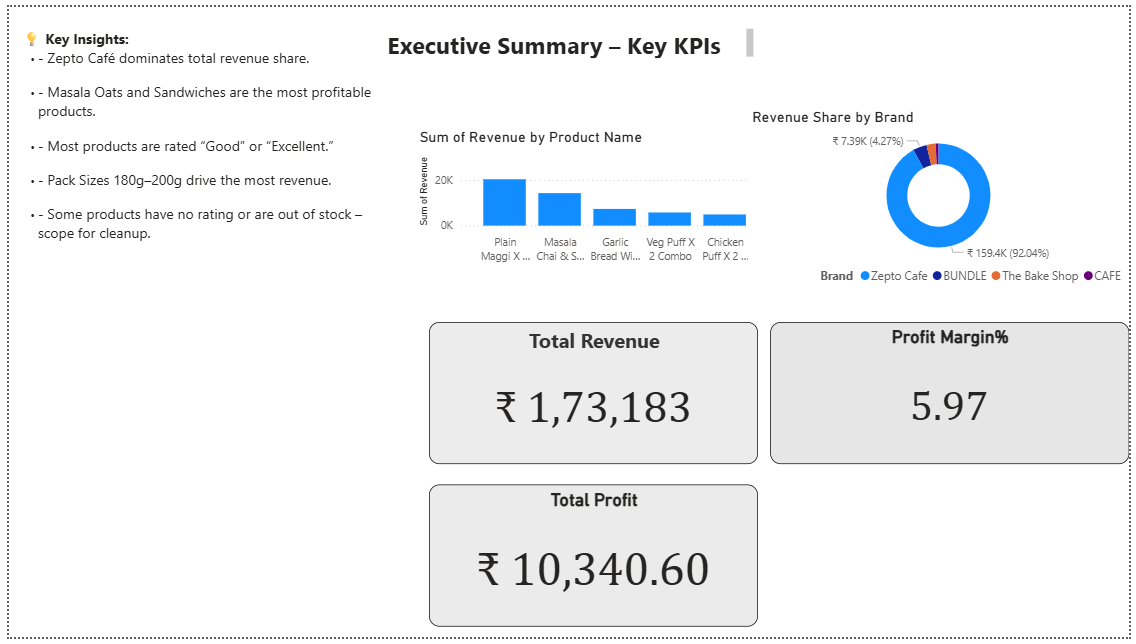 💡 Key Insights:
• - Zepto Café dominates total revenue share.
• - Masala Oats and Sandwiches are the most profitable
products.
• - Most products are rated “Good” or “Excellent.”
• - Pack Sizes 180g–200g drive the most revenue.
• - Some products have no rating or are out of stock –
scope for cleanup.
Executive Summary – Key KPIs
Sum of Revenue by Product Name
Sum of Revenue
20K
0K
Plain
Maggi X ...
Masala
Chai & S...
Garlic
Bread Wi...
Veg Puff X
2 Combo
Chicken
Puff X 2 ...
Revenue Share by Brand
₹ 7.39K (4.27%)
₹ 159.4K (92.04%)
Brand Zepto Cafe BUNDLE The Bake Shop CAFE
Total Revenue
₹ 1,73,183
Profit Margin%
5.97
Total Profit
₹ 10,340.60